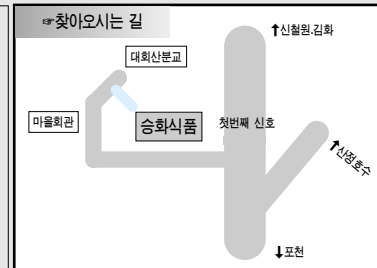 ☞찾아오시는 길
↑신철원.김화
대회산분교
마을회관
승화식품
첫번째 신호
↑산정호수
↓포천